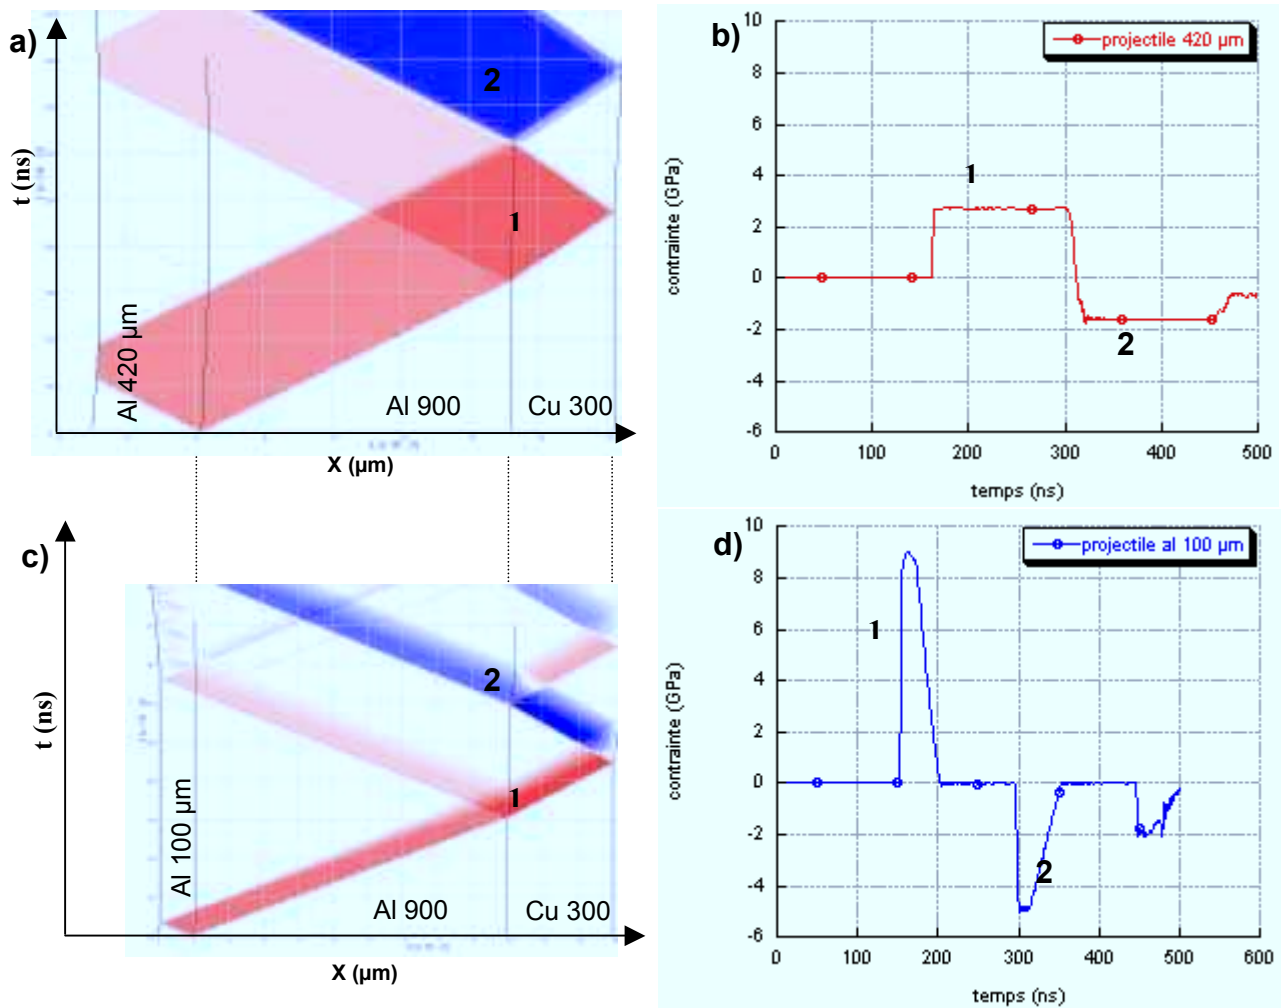 a)
t (ns)
2
1
Al 420 µm
Al 900
Cu 300
X (µm)
b)
projectile 420 µm
contrainte (GPa)
10
8
6
4
2
0
-2
-4
-6
1
2
0
100
200
300
400
500
temps (ns)
c)
t (ns)
2
1
Al 100 µm
Al 900
Cu 300
X (µm)
d)
projectile al 100 µm
contrainte (GPa)
10
8
6
4
2
0
-2
-4
-6
1
2
0
100
200
300
400
500
600
temps (ns)